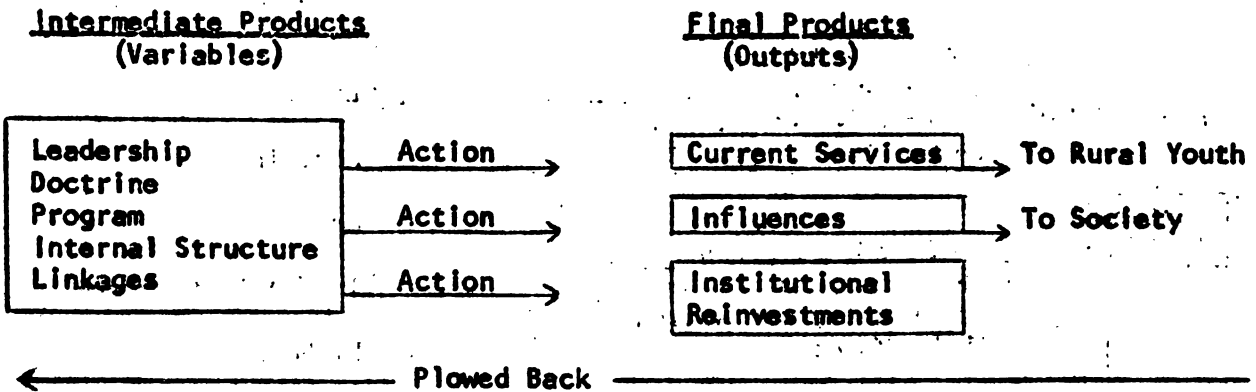 Intermediate Products
(Variables)
Final Products
(Outputs)
Leadership
Doctrine
Program
Internal Structure
Linkages
Action
Action
Action
Current Services
To Rural Youth
Influences
To Society
Institutional
Reinvestments
Plowed Back